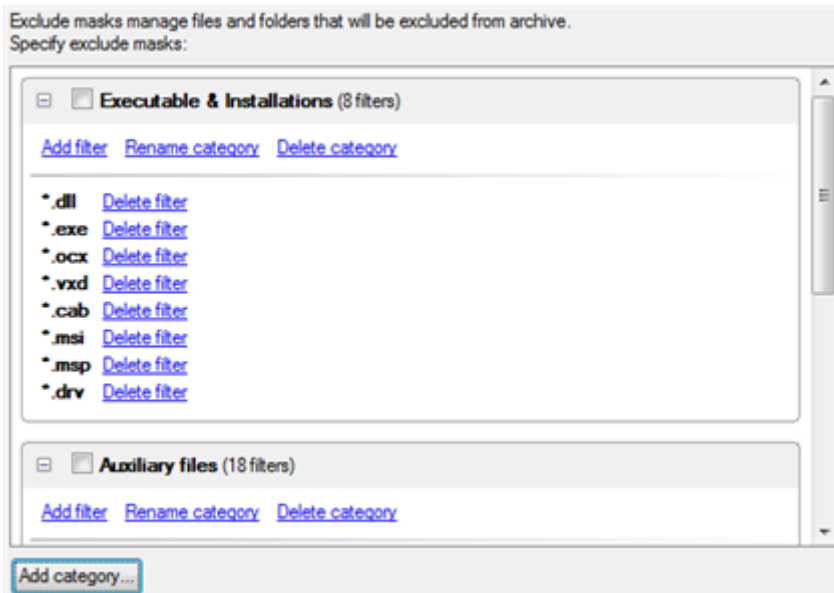 Exclude masks manage files and folders that will be excluded from archive.
Specify exclude masks:
Executable & Installations (8 filters)
Add filter Rename category Delete category
*.dll Delete filter
*.exe Delete filter
*.ocx Delete filter
*.vxd Delete filter
*.cab Delete filter
*.msi Delete filter
*.msp Delete filter
*.drv Delete filter
Auxiliary files (18 filters)
Add filter Rename category Delete category
Add category...